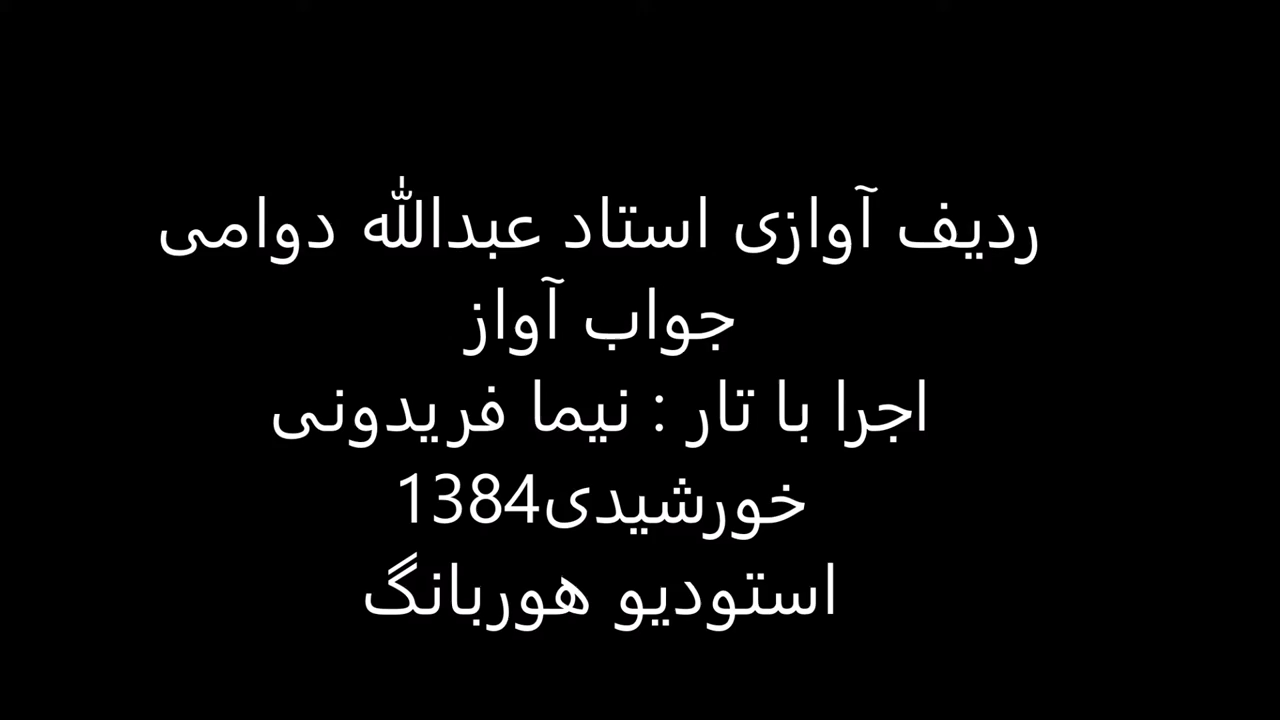 ردیف آوازی استاد عبدالله دوامی
جواب آواز
اجرا با تار : نیما فریدونی
خورشیدی1384
استودیو هوربانگ